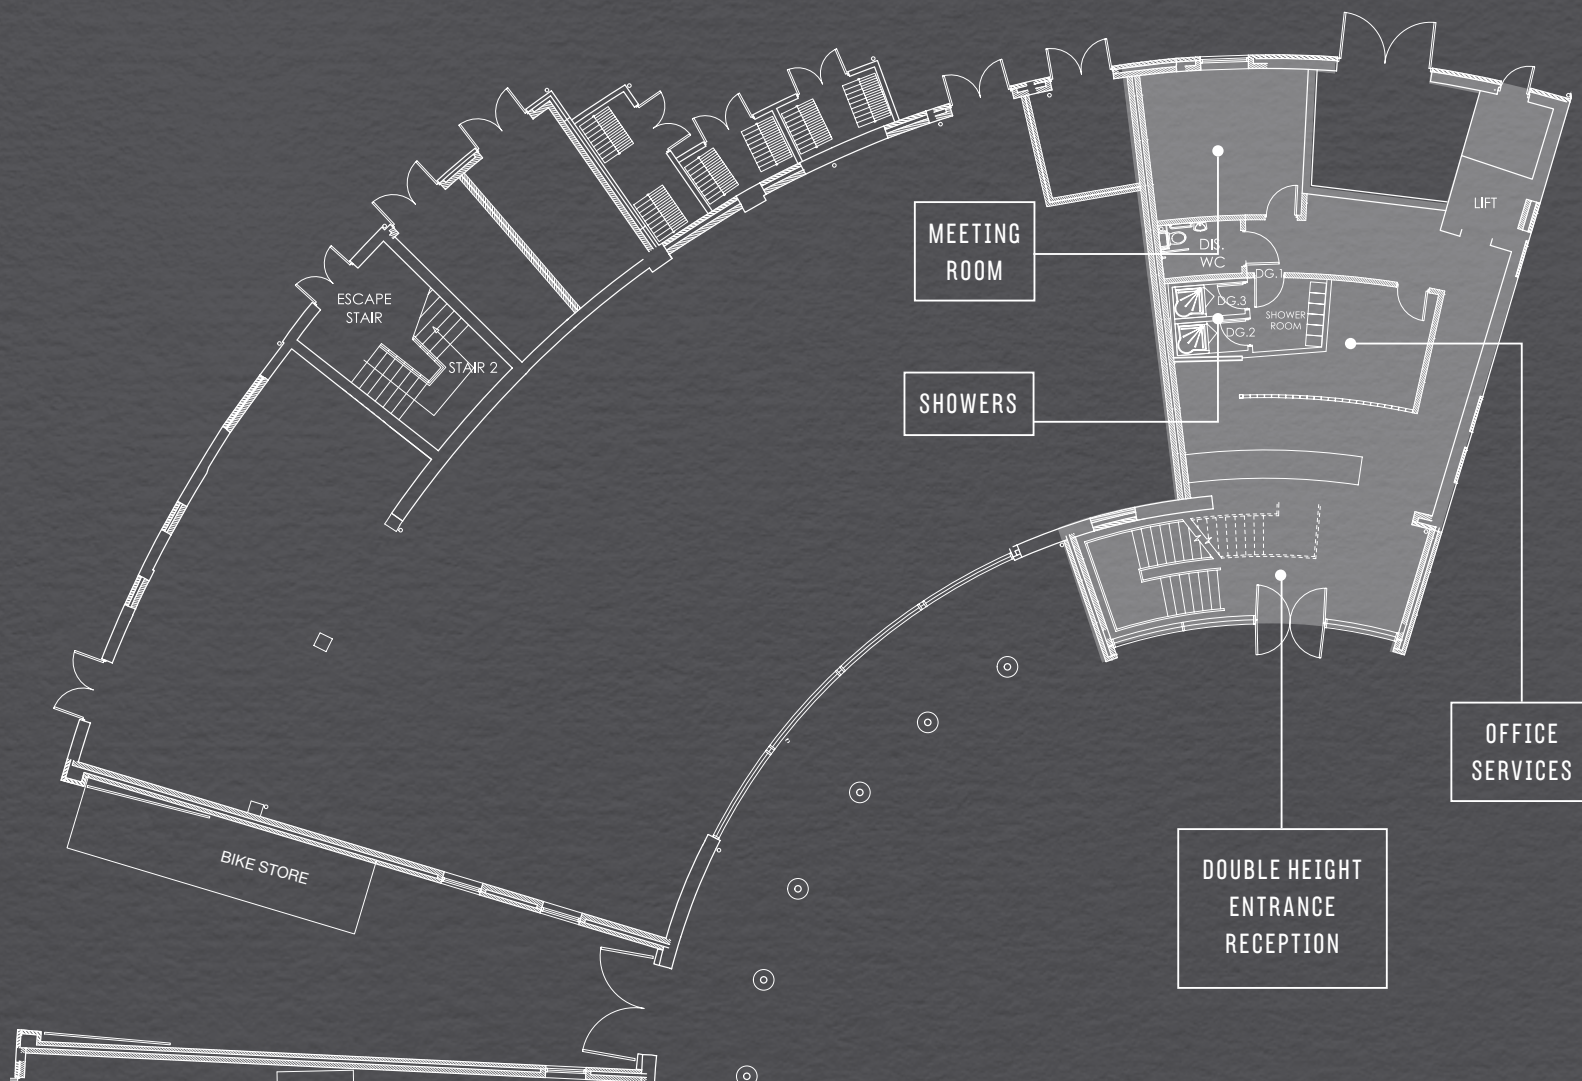 LIFT
MEETING
ROOM
DIS.
WC
DG.1
ESCAPE
STAIR
DG.3
SHOWER
ROOM
DG.2
STAIR 2
SHOWERS
OFFICE
SERVICES
BIKE STORE
DOUBLE HEIGHT
ENTRANCE
RECEPTION